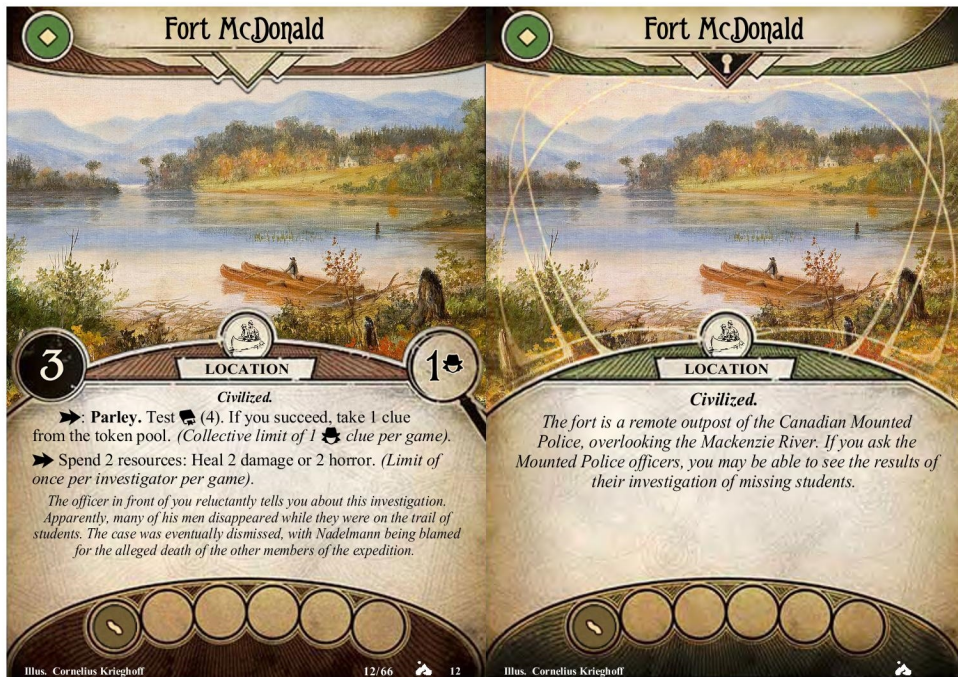 Fort McDonald
3
1
LOCATION
Civilized.
: Parley. Test (4). If you succeed, take 1 clue
from the token pool. (Collective limit of 1 clue per game).
Spend 2 resources: Heal 2 damage or 2 horror. (Limit of
once per investigator per game).
The officer in front of you reluctantly tells you about this investigation.
Apparently, many of his men disappeared while they were on the trail of
students. The case was eventually dismissed, with Nadelmann being blamed
for the alleged death of the other members of the expedition.
Illus. Cornelius Krieghoff
12/66
12
Fort McDonald
LOCATION
Civilized.
The fort is a remote outpost of the Canadian Mounted
Police, overlooking the Mackenzie River. If you ask the
Mounted Police officers, you may be able to see the results of
their investigation of missing students.
Illus. Cornelius Krieghoff